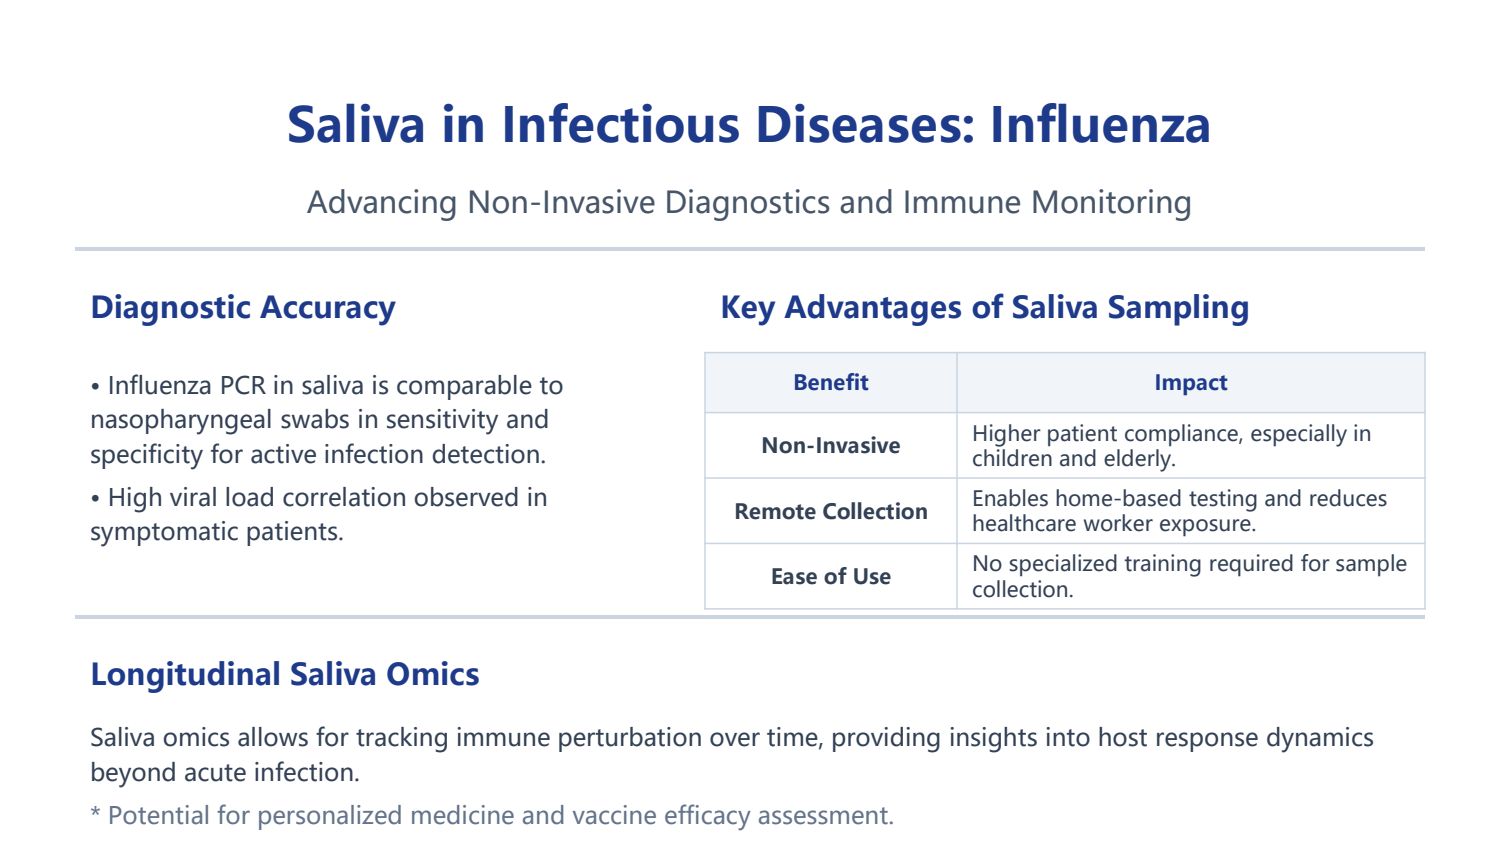 Saliva in Infectious Diseases: Influenza
Advancing Non-Invasive Diagnostics and Immune Monitoring
Diagnostic Accuracy
• Influenza PCR in saliva is comparable to
nasopharyngeal swabs in sensitivity and
specificity for active infection detection.
• High viral load correlation observed in
symptomatic patients.
Key Advantages of Saliva Sampling
Benefit
Impact
Non-Invasive
Higher patient compliance, especially in
children and elderly.
Remote Collection
Enables home-based testing and reduces
healthcare worker exposure.
Ease of Use
No specialized training required for sample
collection.
Longitudinal Saliva Omics
Saliva omics allows for tracking immune perturbation over time, providing insights into host response dynamics
beyond acute infection.
* Potential for personalized medicine and vaccine efficacy assessment.